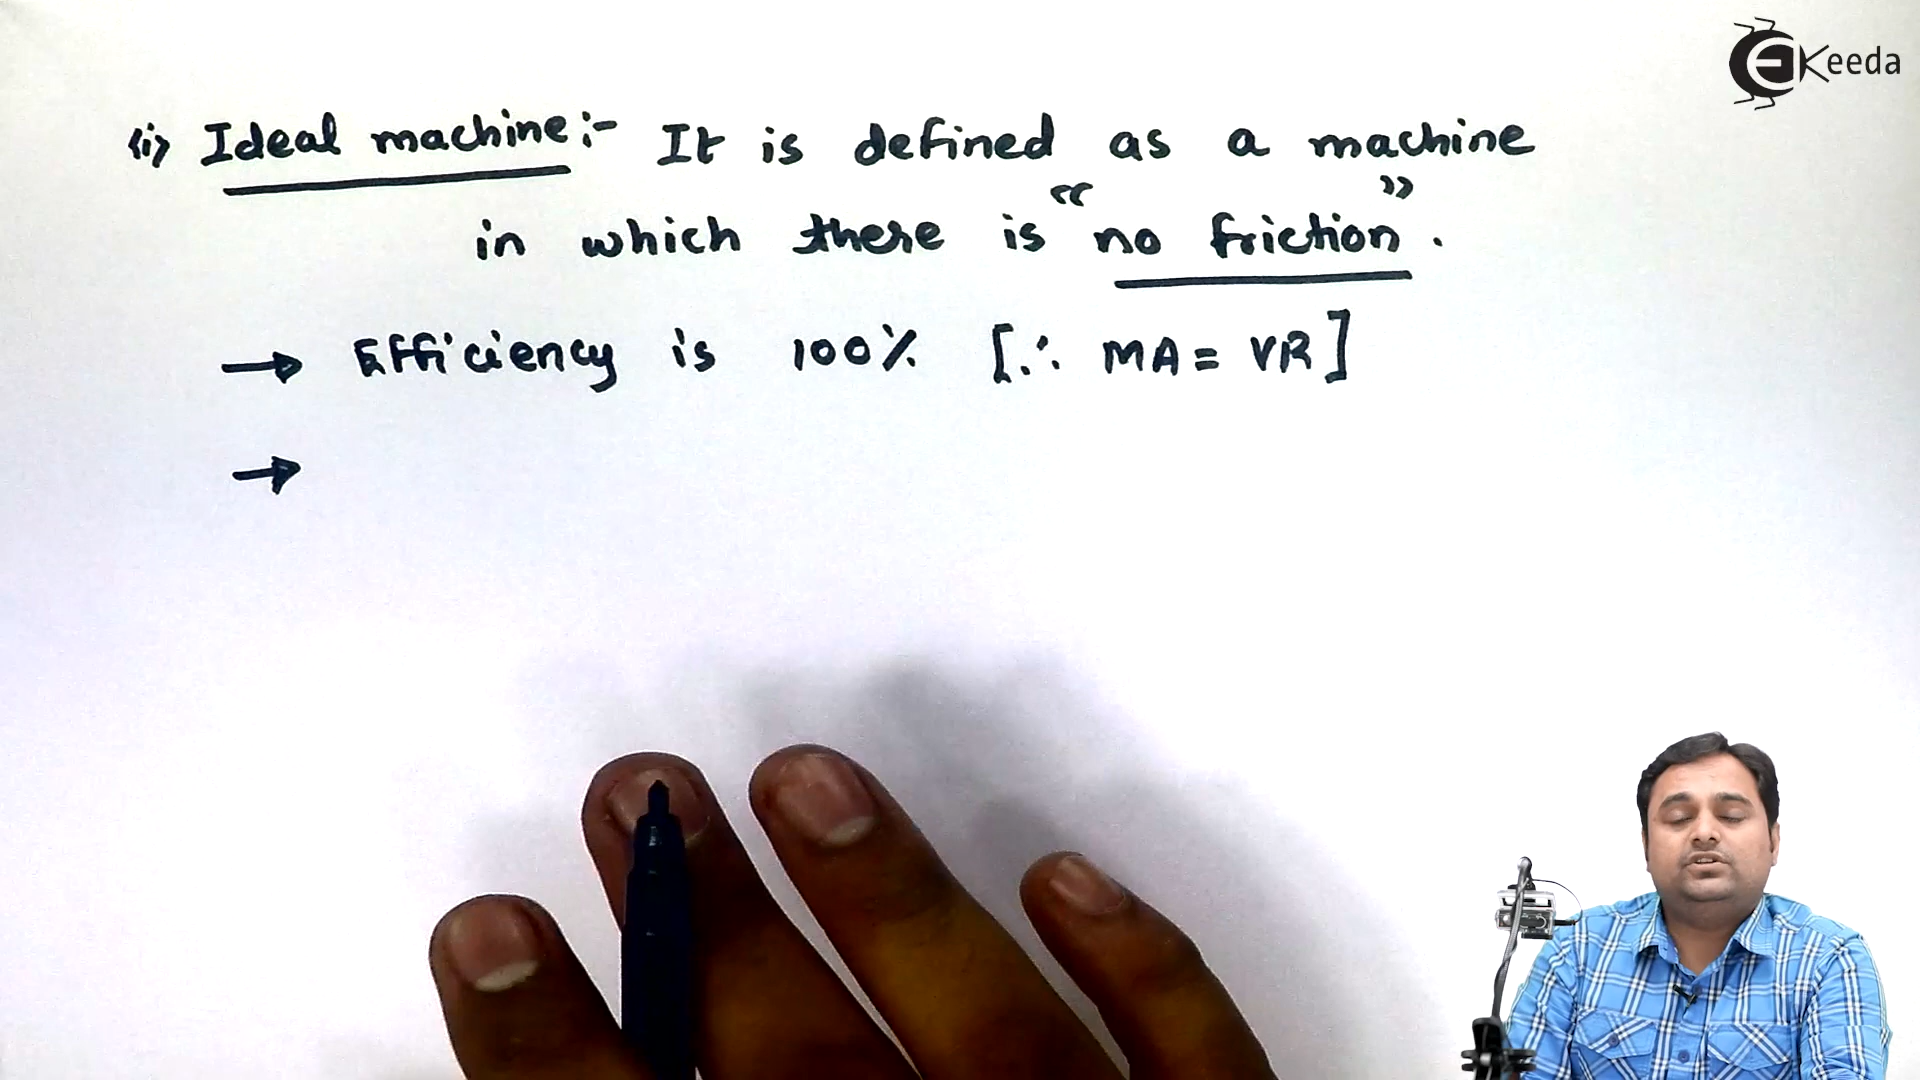 (i) Ideal machine:- It is defined as a machine
in which there is "no friction".
→ Efficiency is 100% [∴ MA = VR]
→
eKeeda